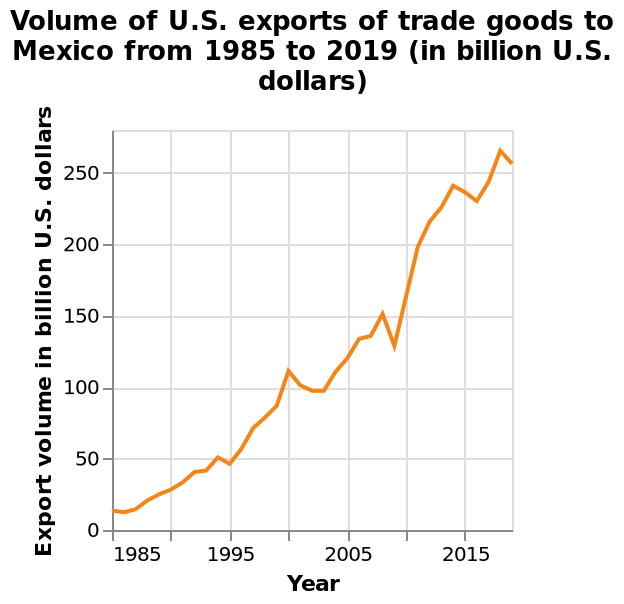 Volume of U.S. exports of trade goods to
Mexico from 1985 to 2019 (in billion U.S.
dollars)
Export volume in billion U.S. dollars
250
200
150
100
50
0
1985 1995 2005 2015
Year